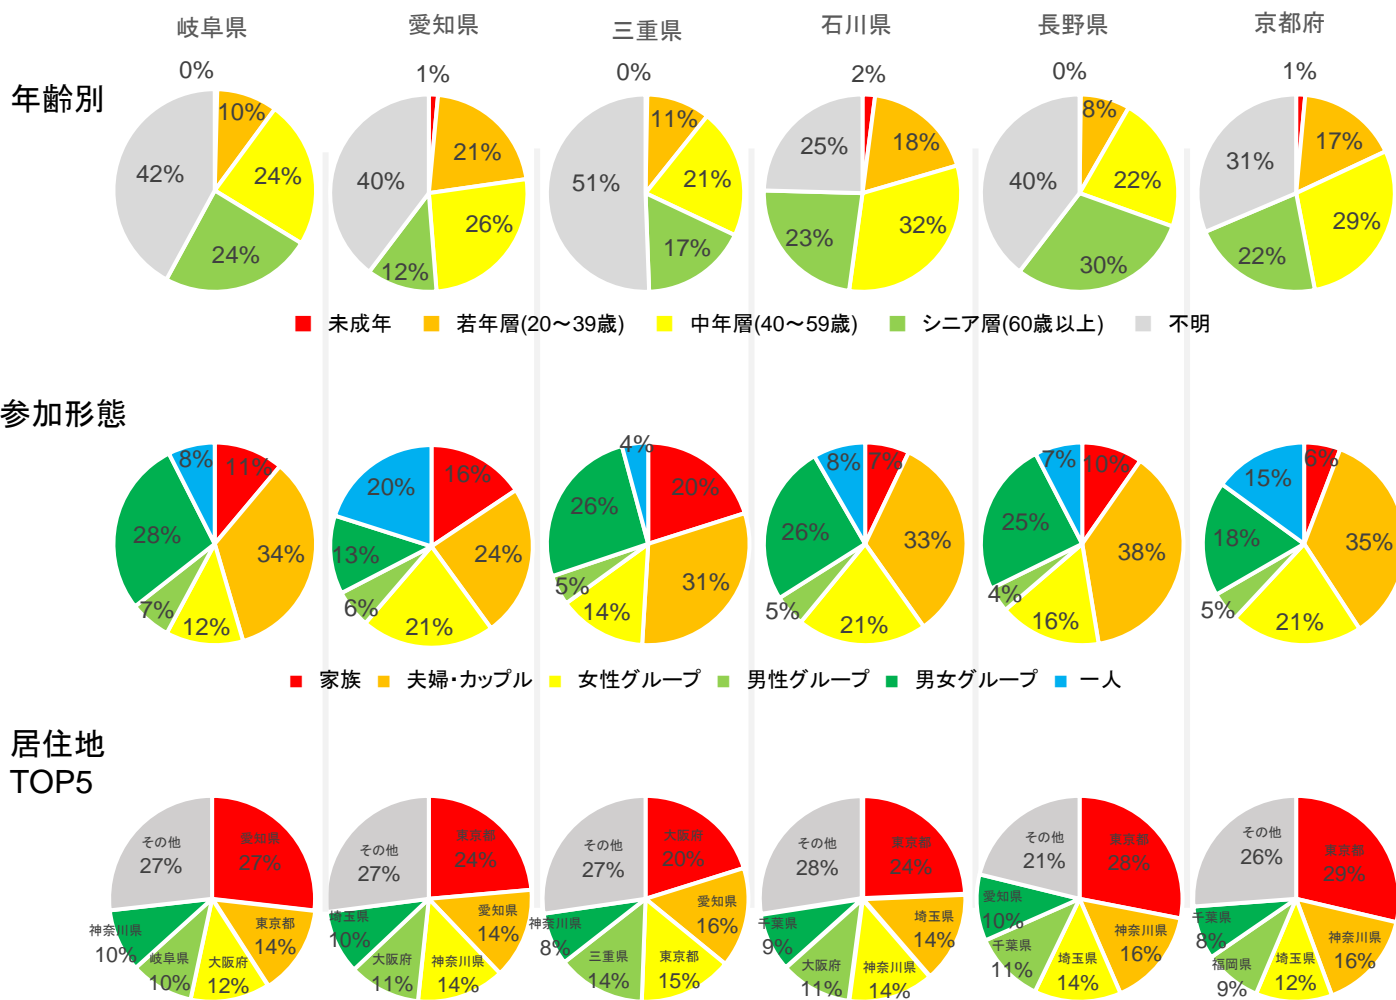 岐阜県
愛知県
三重県
石川県
長野県
京都府
年齢別
0%
10%
24%
24%
42%
1%
21%
26%
12%
40%
0%
11%
21%
17%
51%
2%
18%
32%
23%
25%
0%
8%
22%
30%
40%
1%
17%
29%
22%
31%
未成年
若年層(20～39歳)
中年層(40～59歳)
シニア層(60歳以上)
不明
参加形態
11%
34%
12%
7%
28%
8%
16%
24%
21%
6%
13%
20%
20%
31%
14%
5%
26%
4%
7%
33%
21%
5%
26%
8%
10%
38%
16%
4%
25%
7%
6%
35%
21%
5%
18%
15%
家族
夫婦・カップル
女性グループ
男性グループ
男女グループ
一人
居住地
TOP5
愛知県
27%
東京都
14%
大阪府
12%
岐阜県
10%
神奈川県
10%
その他
27%
東京都
24%
愛知県
14%
神奈川県
14%
大阪府
11%
埼玉県
10%
その他
27%
大阪府
20%
愛知県
16%
東京都
15%
三重県
14%
神奈川県
8%
その他
27%
東京都
24%
埼玉県
14%
神奈川県
14%
大阪府
11%
千葉県
9%
その他
28%
東京都
28%
神奈川県
16%
埼玉県
14%
千葉県
11%
愛知県
10%
その他
21%
東京都
29%
神奈川県
16%
埼玉県
12%
福岡県
9%
千葉県
8%
その他
26%